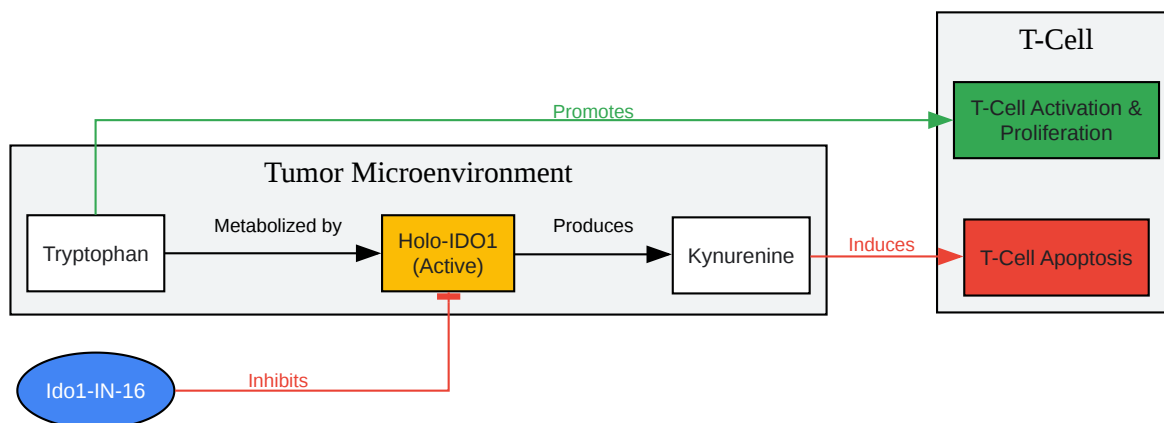 T-Cell
T-Cell Activation &
Proliferation
Promotes
Tumor Microenvironment
Tryptophan
Metabolized by
Holo-IDO1
(Active)
Produces
Kynurenine
Induces
T-Cell Apoptosis
Ido1-IN-16
Inhibits